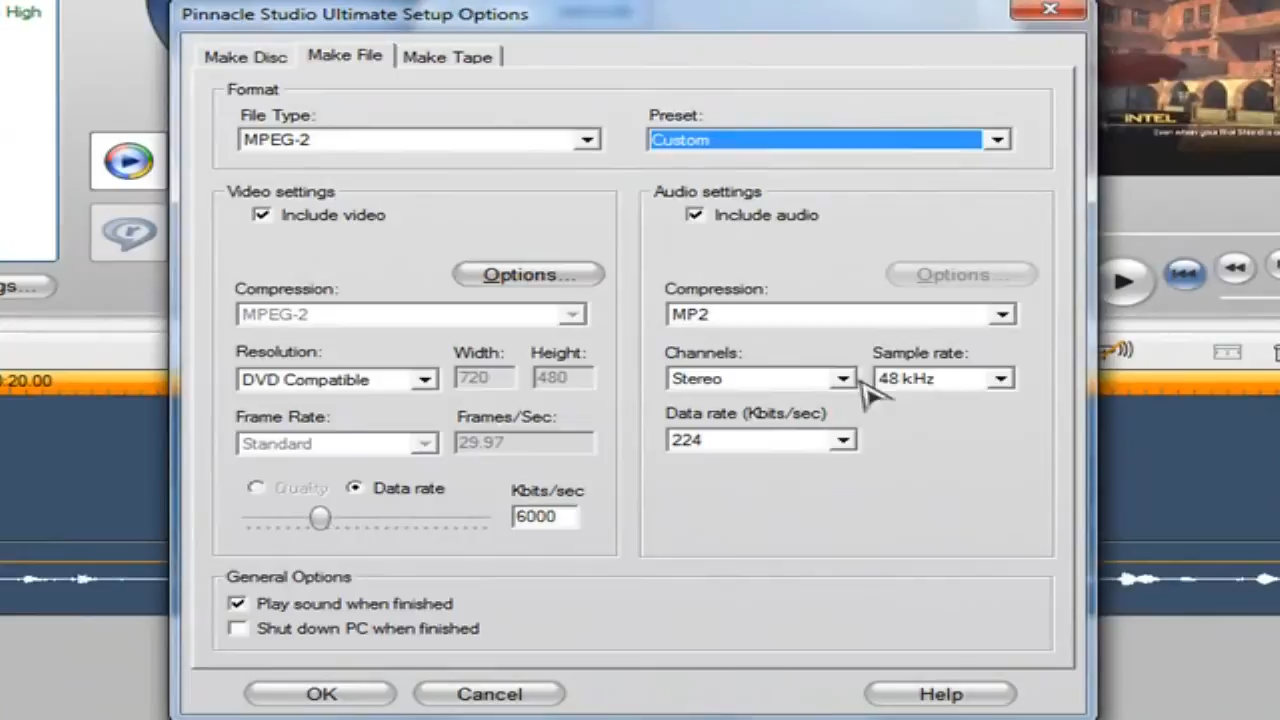 High
Pinnacle Studio Ultimate Setup Options
Make Disc Make File Make Tape
Format
File Type: Preset:
MPEG-2 Custom
INTEL
Video settings Audio settings
Include video Include audio
Options... Options...
gs...
Compression: Compression:
MPEG-2 MP2
Resolution: Width: Height: Channels: Sample rate:
DVD Compatible 720 480 Stereo 48 kHz
:20.00
Frame Rate: Frames/Sec: Data rate (Kbits/sec)
Standard 29.97 224
Quality Data rate Kbits/sec
6000
General Options
Play sound when finished
Shut down PC when finished
OK Cancel Help